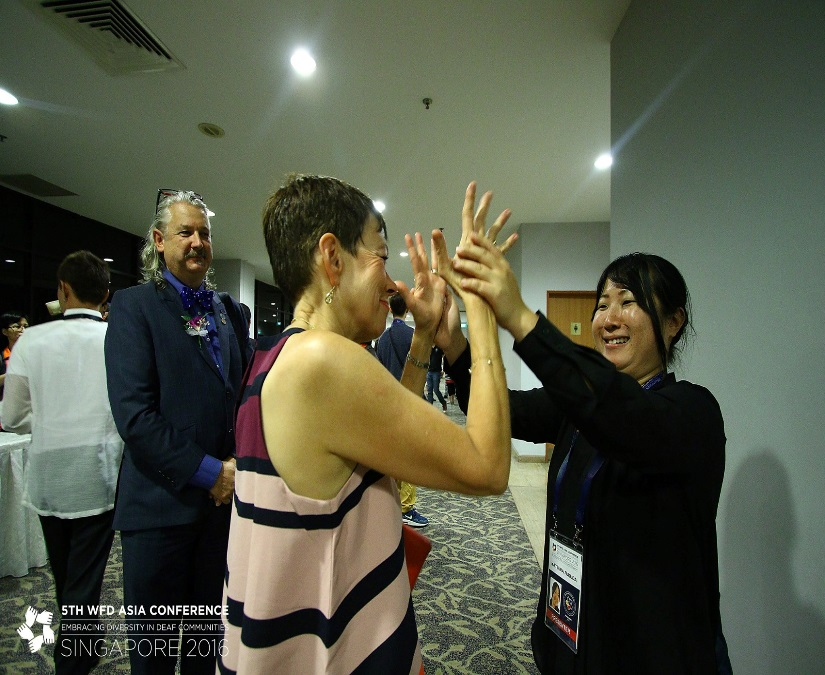 5TH WFD ASIA CONFERENCE
EMBRACING DIVERSITY IN DEAF COMMUNITIES
SINGAPORE 2016